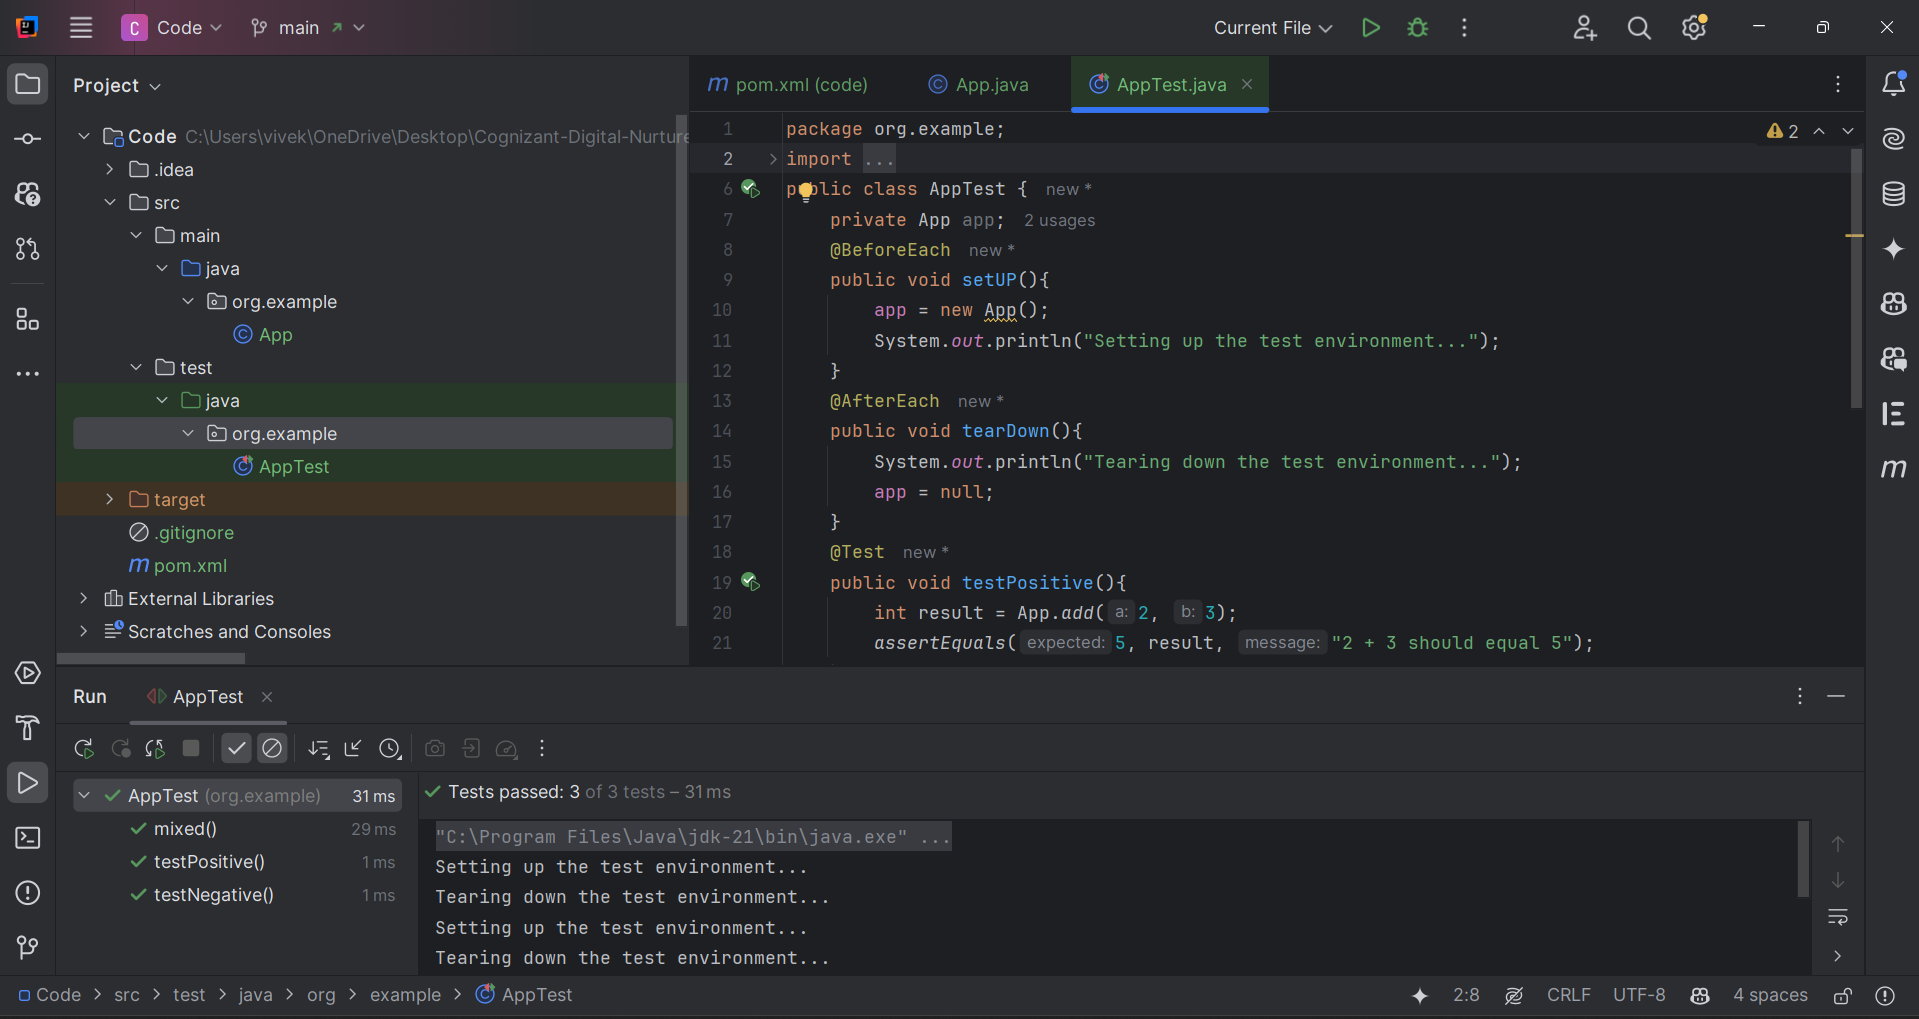 C Code main Current File
Project
pom.xml (code) App.java AppTest.java
Code C:\Users\vivek\OneDrive\Desktop\Cognizant-Digital-Nurture
.idea
src
main
java
org.example
App
test
java
org.example
AppTest
target
.gitignore
m pom.xml
External Libraries
Scratches and Consoles
2
1 package org.example;
2 import ...
6 public class AppTest { new *
7 private App app; 2 usages
8 @BeforeEach new *
9 public void setUP(){
10 app = new App();
11 System.out.println("Setting up the test environment...");
12 }
13 @AfterEach new *
14 public void tearDown(){
15 System.out.println("Tearing down the test environment...");
16 app = null;
17 }
18 @Test new *
19 public void testPositive(){
20 int result = App.add( a: 2, b: 3);
21 assertEquals( expected: 5, result, message: "2 + 3 should equal 5");
Run AppTest
AppTest (org.example) 31 ms
mixed() 29 ms
testPositive() 1 ms
testNegative() 1 ms
Tests passed: 3 of 3 tests – 31 ms
"C:\Program Files\Java\jdk-21\bin\java.exe" ...
Setting up the test environment...
Tearing down the test environment...
Setting up the test environment...
Tearing down the test environment...
Code > src > test > java > org > example > AppTest
2:8 CRLF UTF-8 4 spaces